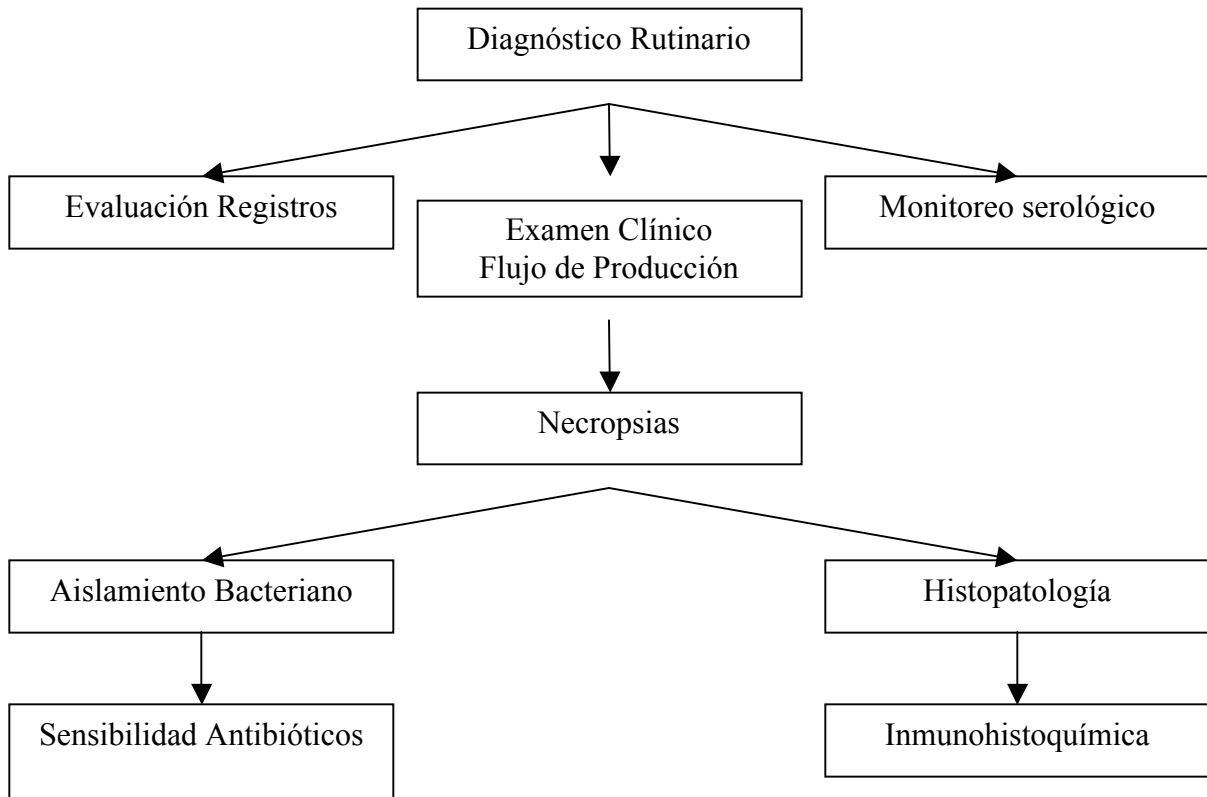 Diagnóstico Rutinario
Evaluación Registros
Examen Clínico
Flujo de Producción
Monitoreo serológico
Necropsias
Aislamiento Bacteriano
Histopatología
Sensibilidad Antibióticos
Inmunohistoquímica